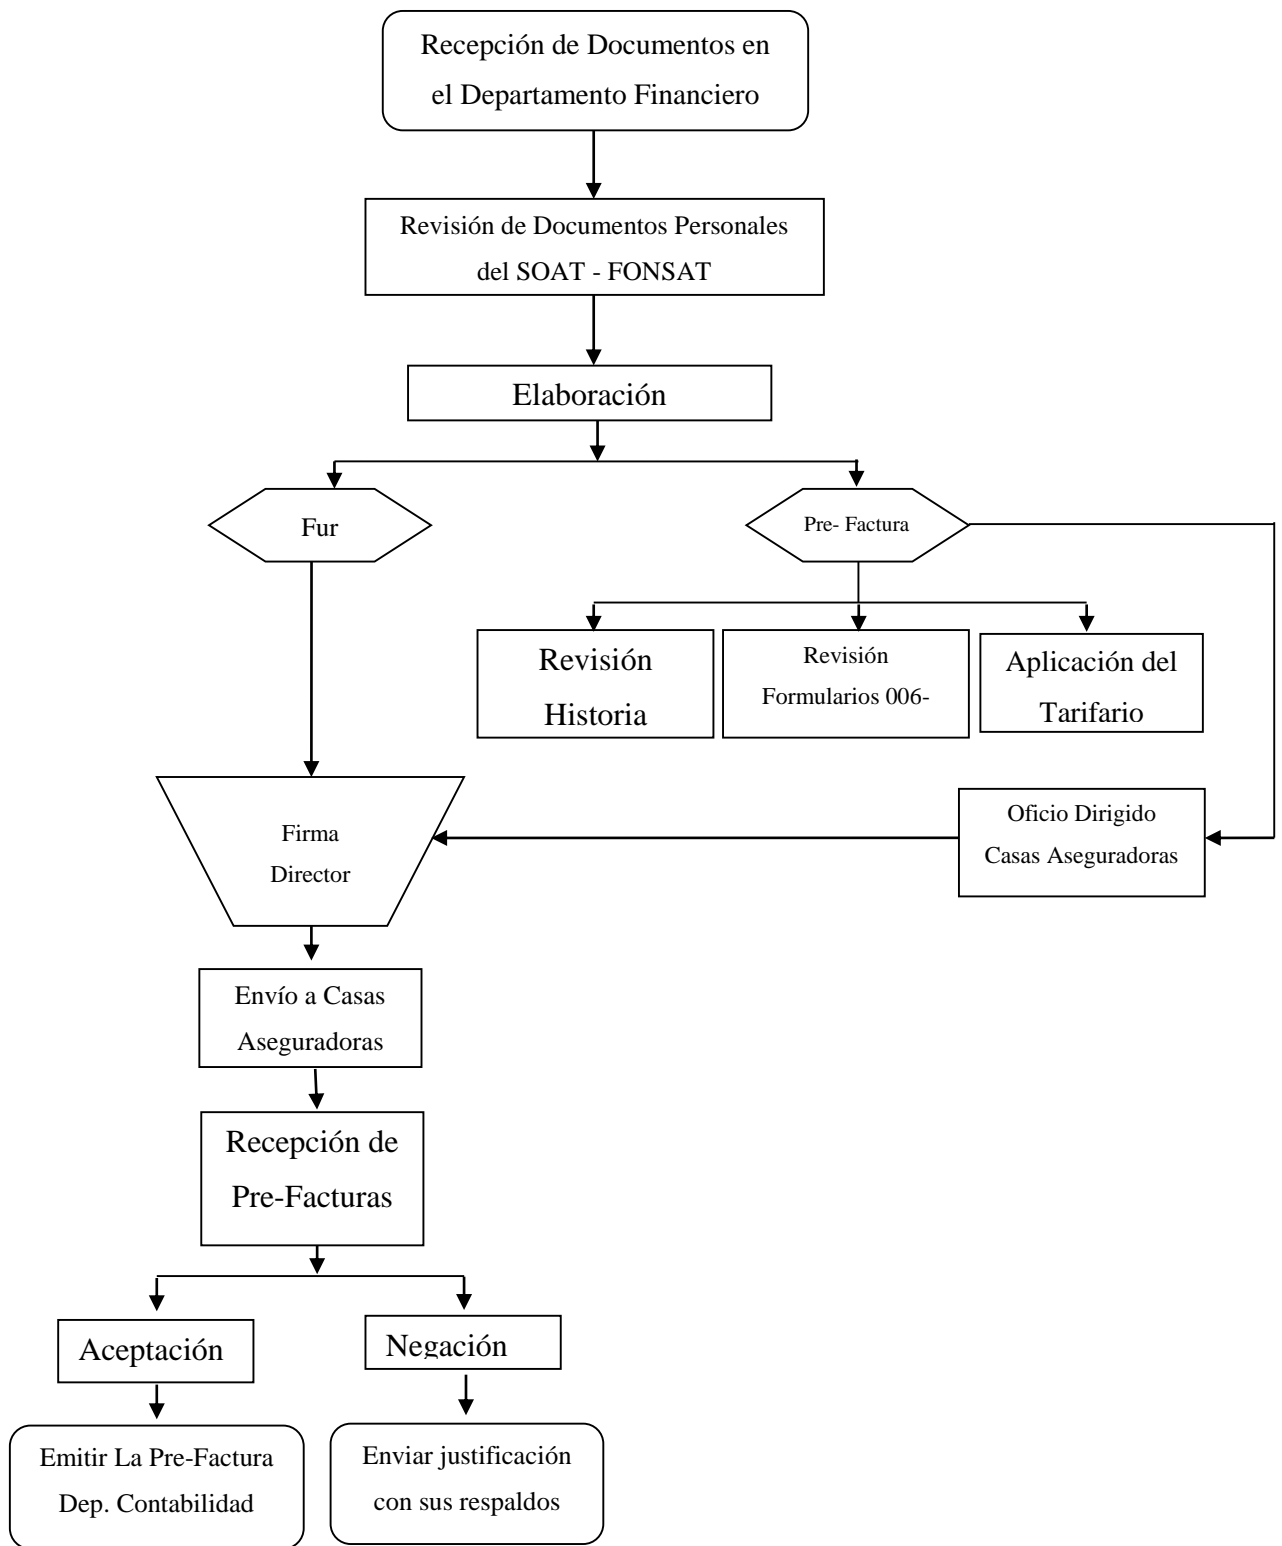 Recepción de Documentos en
el Departamento Financiero
Revisión de Documentos Personales
del SOAT - FONSAT
Elaboración
Fur
Pre- Factura
Revisión
Historia
Revisión
Formularios 006-
Aplicación del
Tarifario
Oficio Dirigido
Casas Aseguradoras
Firma
Director
Envío a Casas
Aseguradoras
Recepción de
Pre-Facturas
Aceptación
Negación
Emitir La Pre-Factura
Dep. Contabilidad
Enviar justificación
con sus respaldos